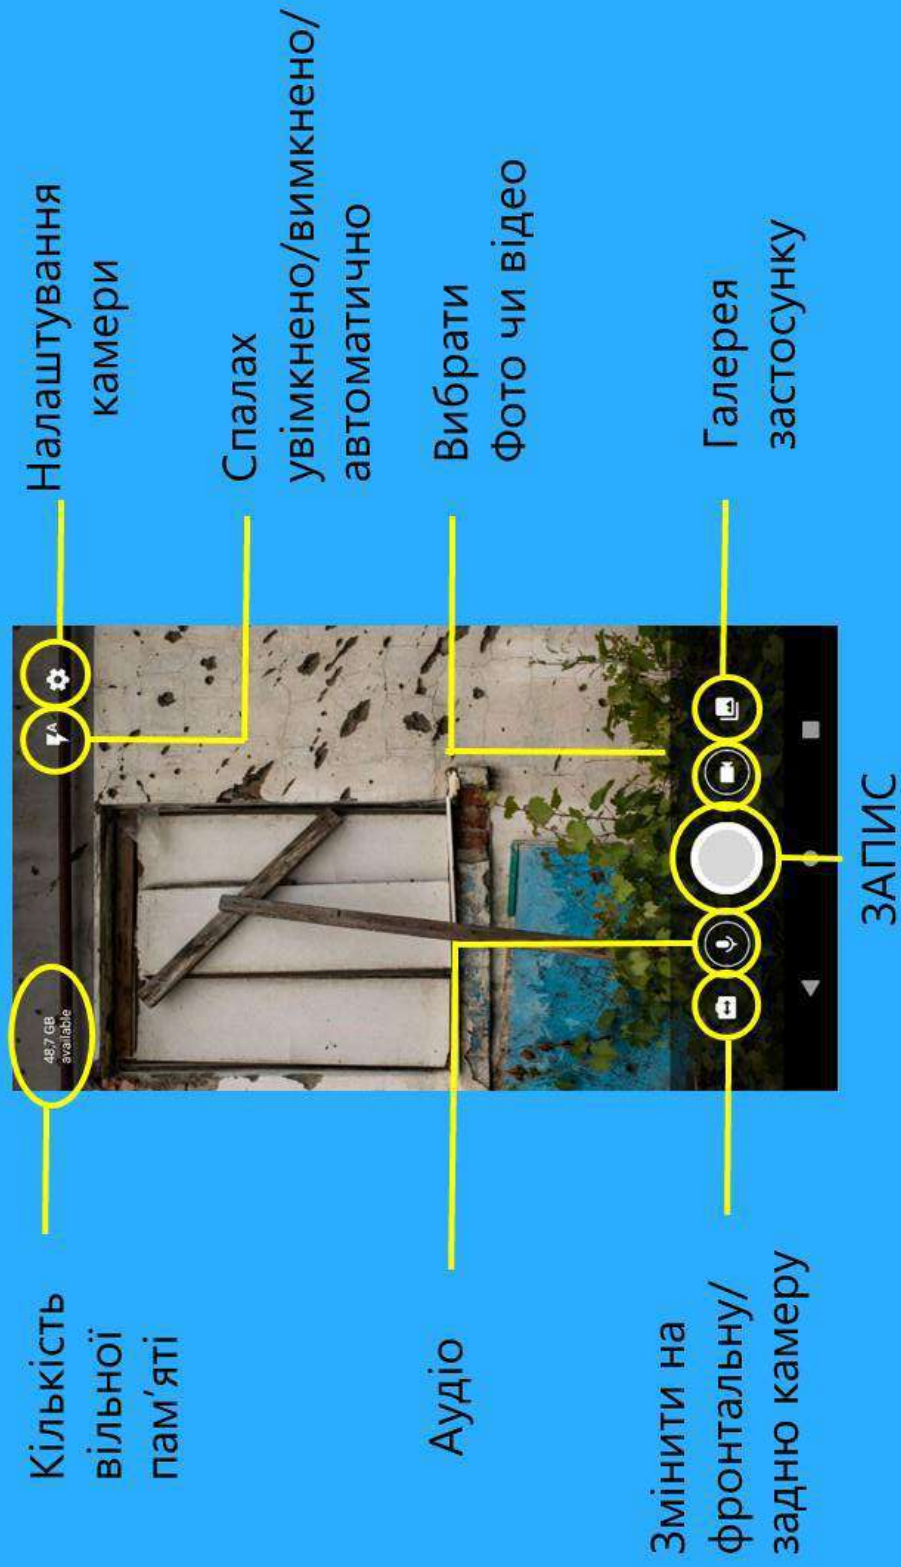 Кількість
вільної
пам’яті
Аудіо
Змінити на
фронтальну/
задню камеру
48,7 GB
available
A
ЗАПИС
Налаштування
камери
Спалах
увімкнено/вимкнено/
автоматично
Вибрати
Фото чи відео
Галерея
застосунку